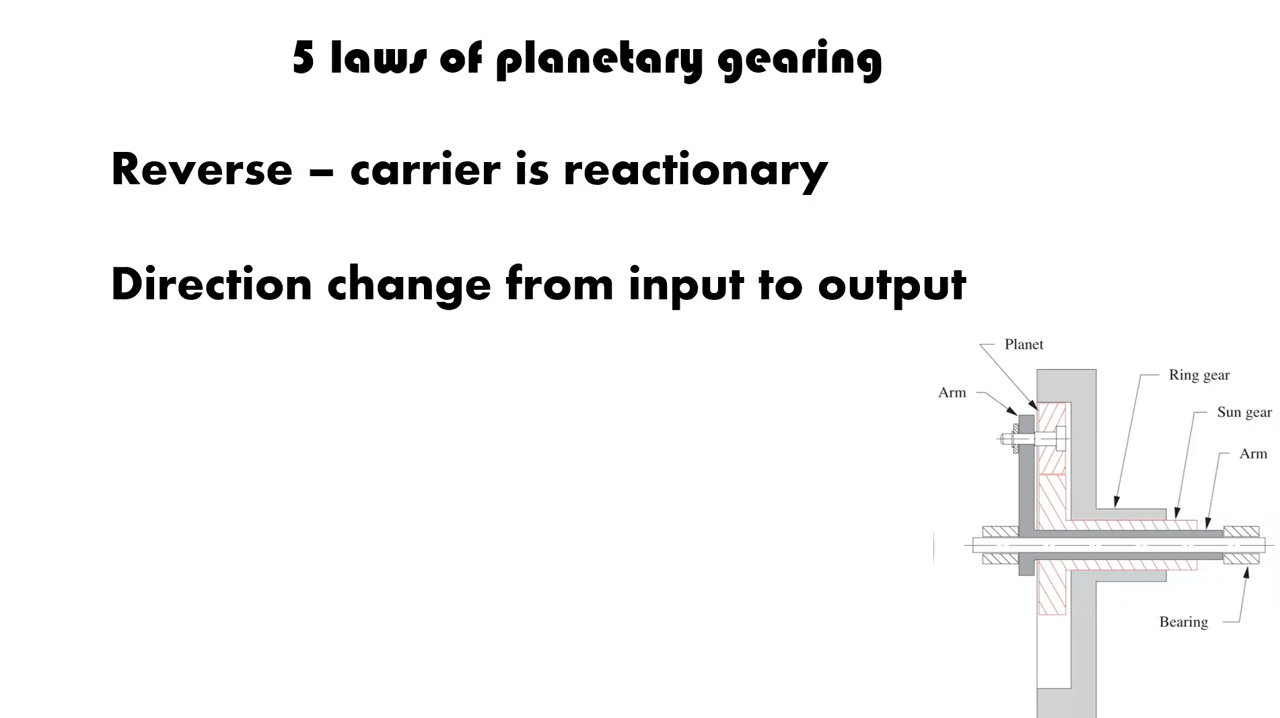 5 laws of planetary gearing
Reverse – carrier is reactionary
Direction change from input to output
Planet
Ring gear
Arm
Sun gear
Arm
Bearing